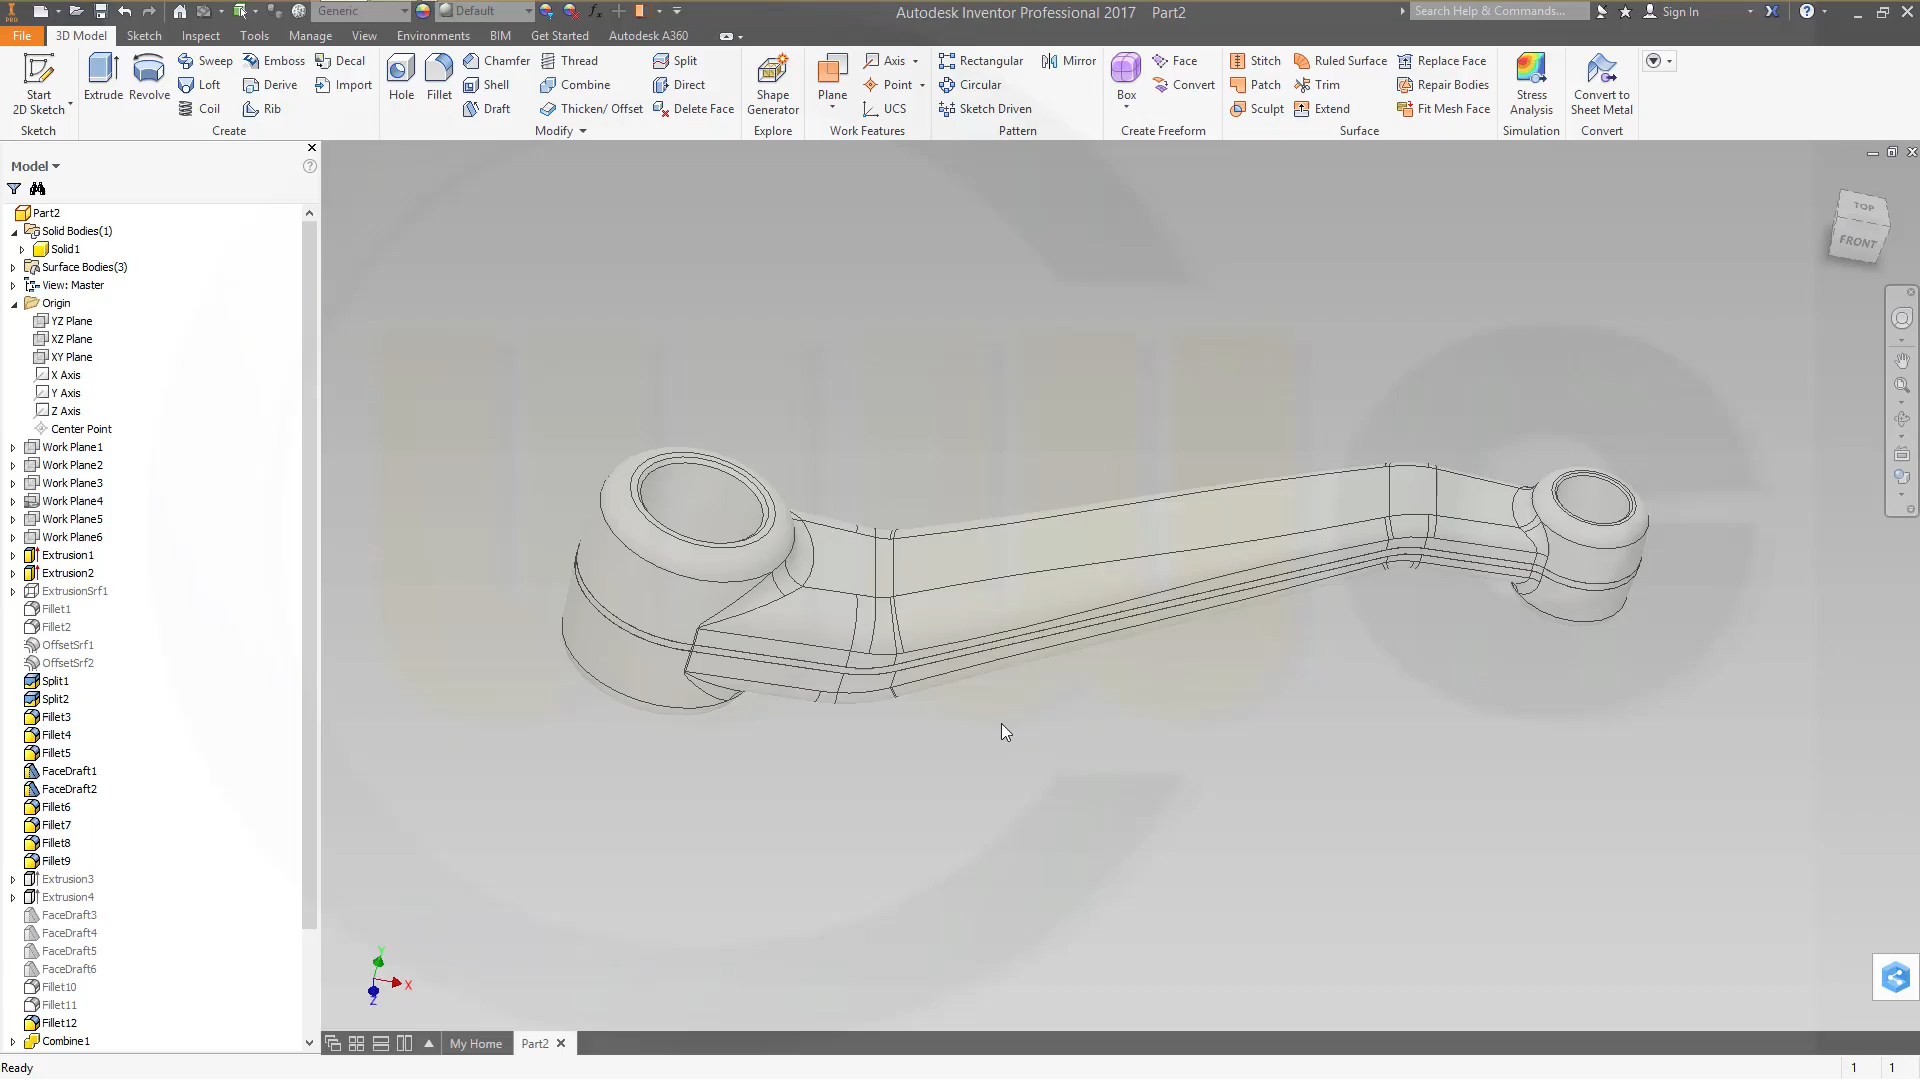 PRO
Generic
Default
fx
Autodesk Inventor Professional 2017 Part2
Search Help & Commands...
Sign In
File
3D Model
Sketch
Inspect
Tools
Manage
View
Environments
BIM
Get Started
Autodesk A360
Start
2D Sketch
Sketch
Extrude
Revolve
Sweep
Emboss
Decal
Loft
Derive
Import
Coil
Rib
Create
Hole
Fillet
Chamfer
Thread
Split
Shell
Combine
Direct
Draft
Thicken/ Offset
Delete Face
Modify
Shape
Generator
Explore
Plane
Axis
Point
UCS
Work Features
Rectangular
Mirror
Circular
Sketch Driven
Pattern
Box
Face
Convert
Create Freeform
Stitch
Ruled Surface
Replace Face
Patch
Trim
Repair Bodies
Sculpt
Extend
Fit Mesh Face
Surface
Stress
Analysis
Simulation
Convert to
Sheet Metal
Convert
Model
Part2
Solid Bodies(1)
Solid1
Surface Bodies(3)
View: Master
Origin
YZ Plane
XZ Plane
XY Plane
X Axis
Y Axis
Z Axis
Center Point
Work Plane1
Work Plane2
Work Plane3
Work Plane4
Work Plane5
Work Plane6
Extrusion1
Extrusion2
ExtrusionSrf1
Fillet1
Fillet2
OffsetSrf1
OffsetSrf2
Split1
Split2
Fillet3
Fillet4
Fillet5
FaceDraft1
FaceDraft2
Fillet6
Fillet7
Fillet8
Fillet9
Extrusion3
Extrusion4
FaceDraft3
FaceDraft4
FaceDraft5
FaceDraft6
Fillet10
Fillet11
Fillet12
Combine1
TOP
FRONT
Y
X
Z
My Home
Part2
Ready
1 1